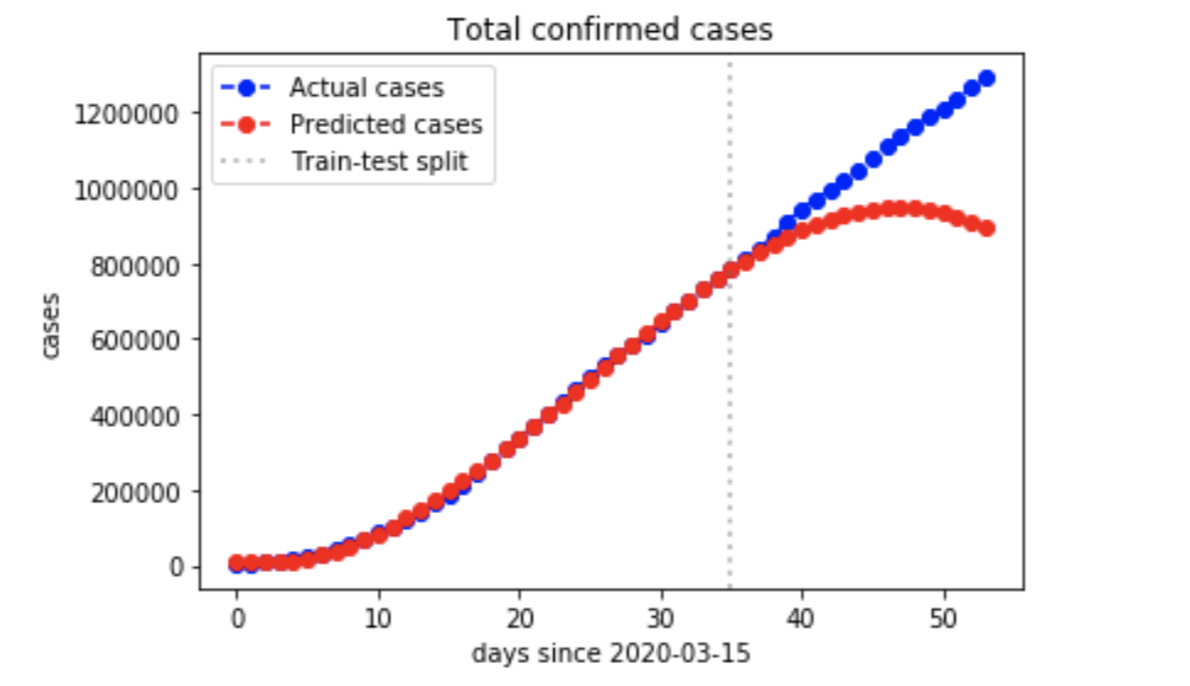 Total confirmed cases
Actual cases
Predicted cases
Train-test split
1200000
1000000
800000
600000
400000
200000
0
cases
0 10 20 30 40 50
days since 2020-03-15